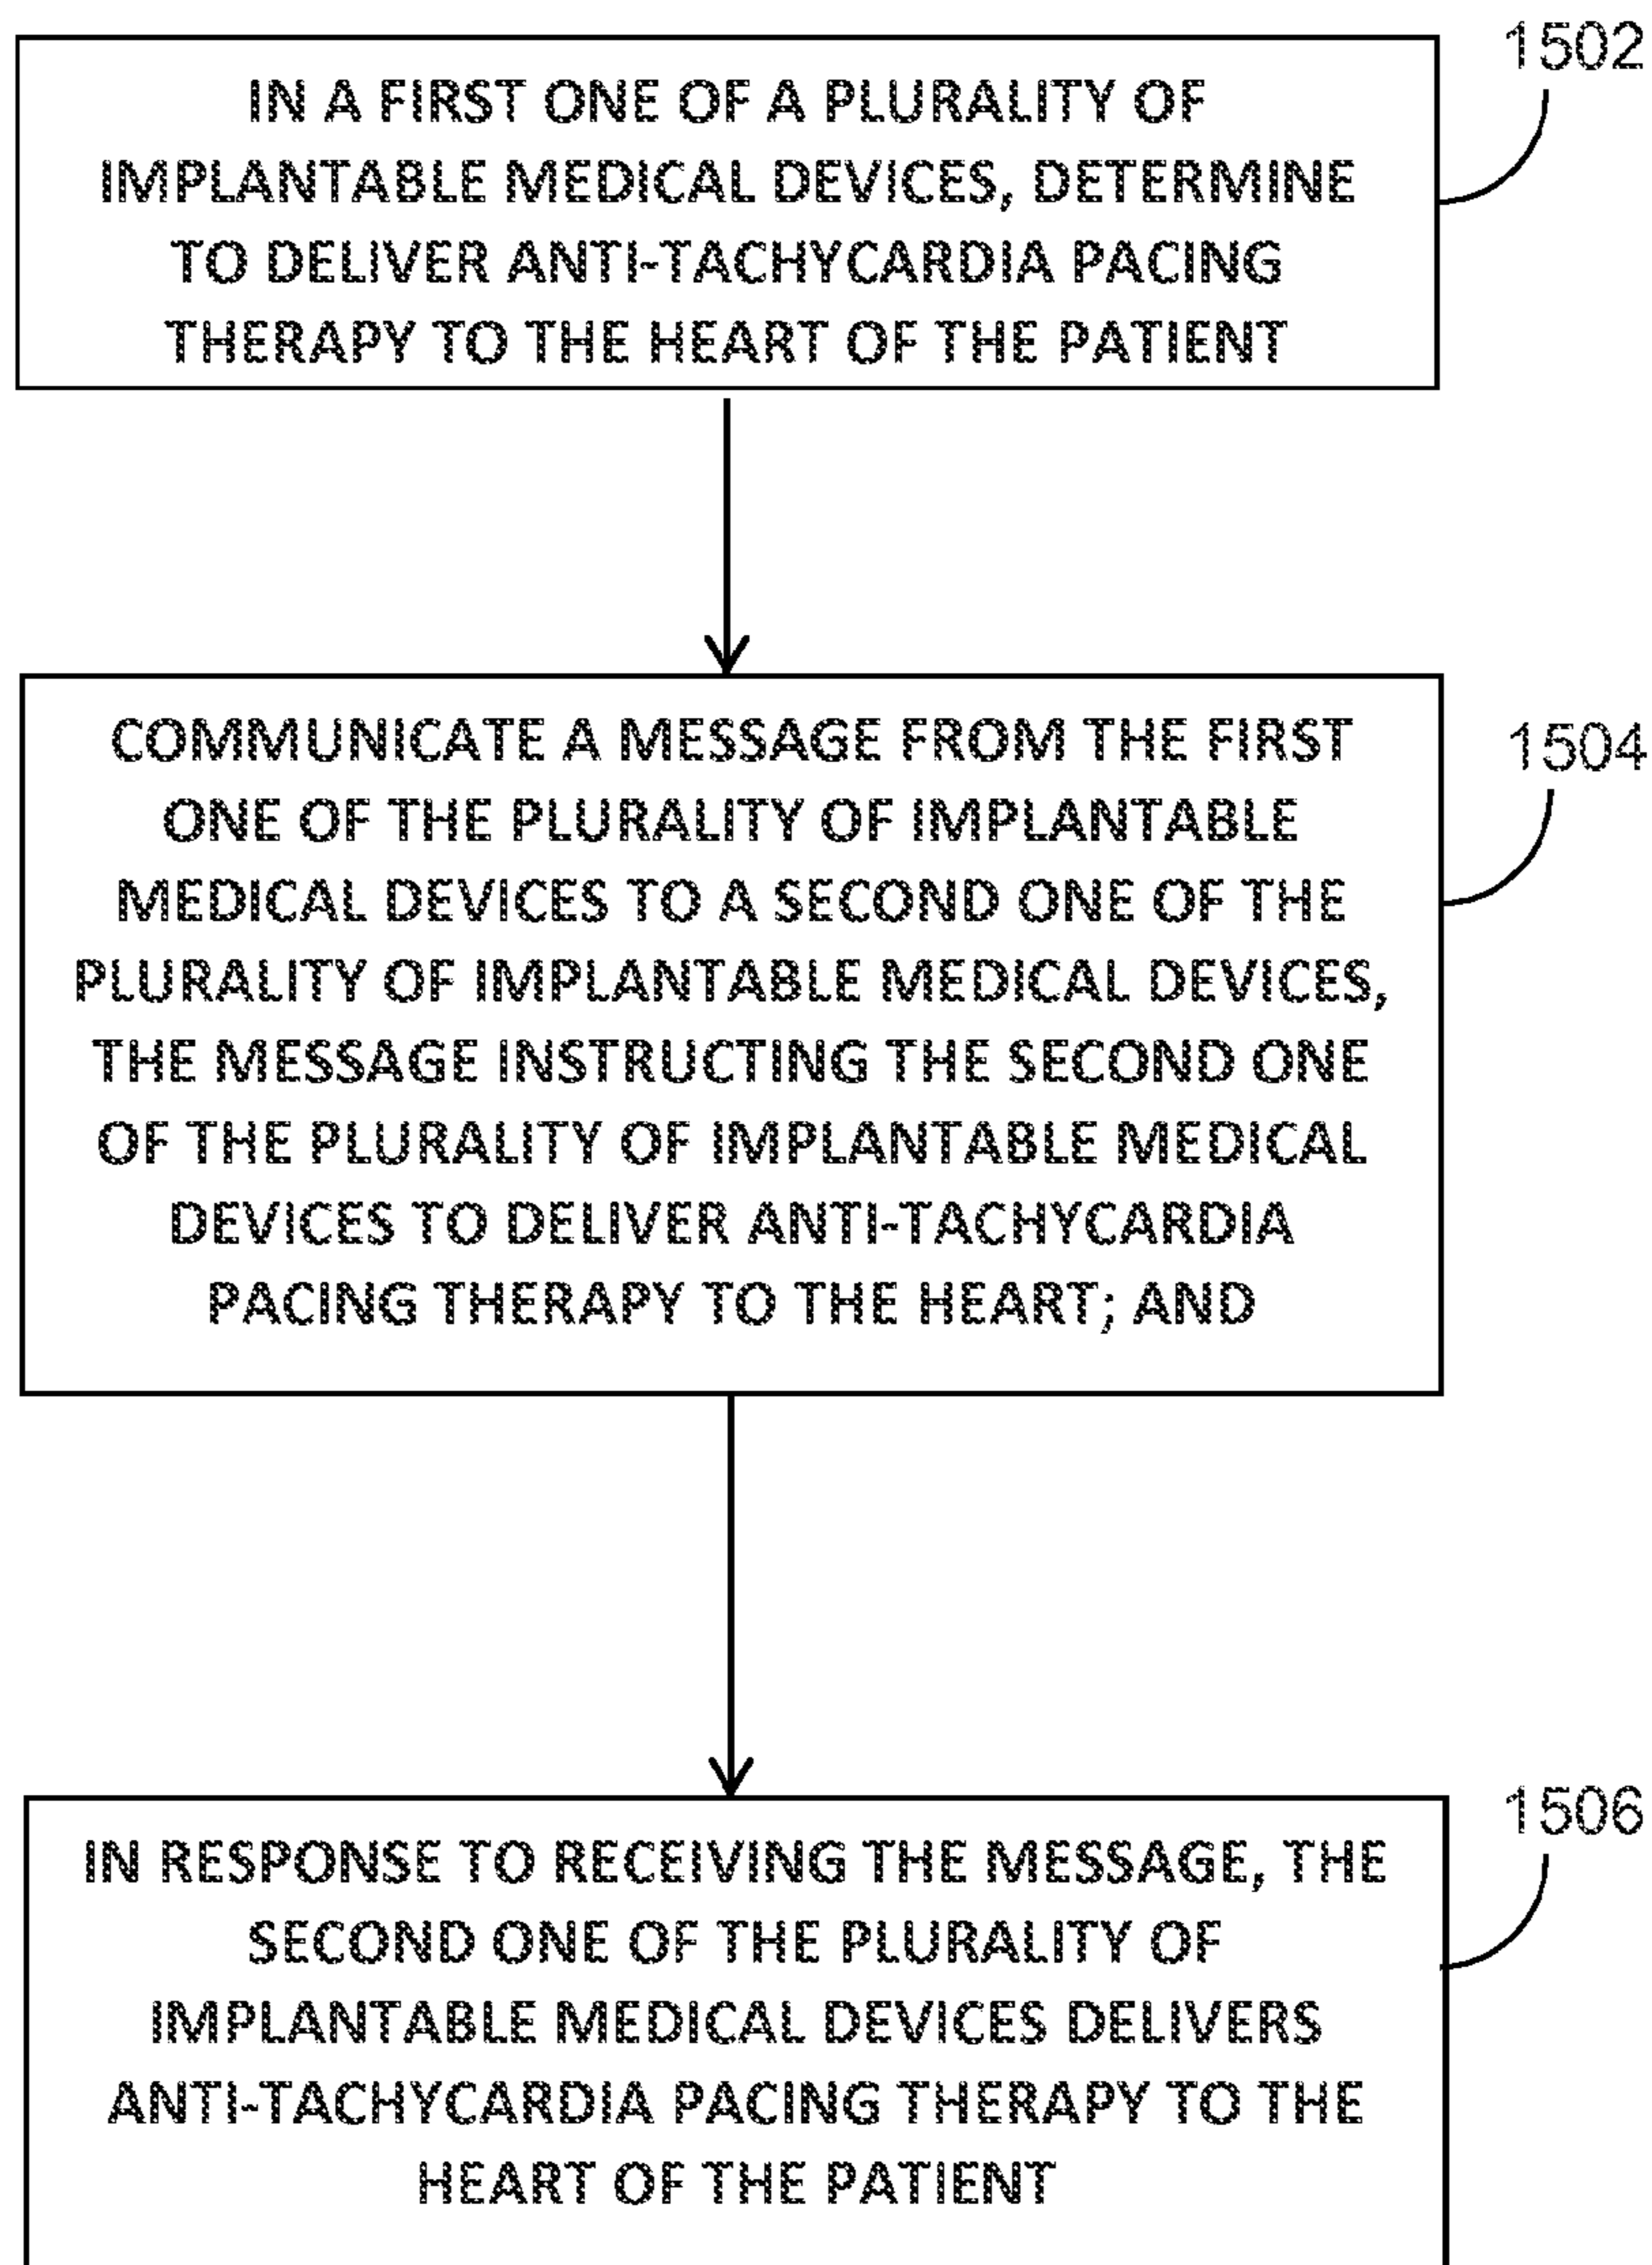 1502
IN A FIRST ONE OF A PLURALITY OF
IMPLANTABLE MEDICAL DEVICES, DETERMINE
TO DELIVER ANTI-TACHYCARDIA PACING
THERAPY TO THE HEART OF THE PATIENT
1504
COMMUNICATE A MESSAGE FROM THE FIRST
ONE OF THE PLURALITY OF IMPLANTABLE
MEDICAL DEVICES TO A SECOND ONE OF THE
PLURALITY OF IMPLANTABLE MEDICAL DEVICES,
THE MESSAGE INSTRUCTING THE SECOND ONE
OF THE PLURALITY OF IMPLANTABLE MEDICAL
DEVICES TO DELIVER ANTI-TACHYCARDIA
PACING THERAPY TO THE HEART; AND
1506
IN RESPONSE TO RECEIVING THE MESSAGE, THE
SECOND ONE OF THE PLURALITY OF
IMPLANTABLE MEDICAL DEVICES DELIVERS
ANTI-TACHYCARDIA PACING THERAPY TO THE
HEART OF THE PATIENT